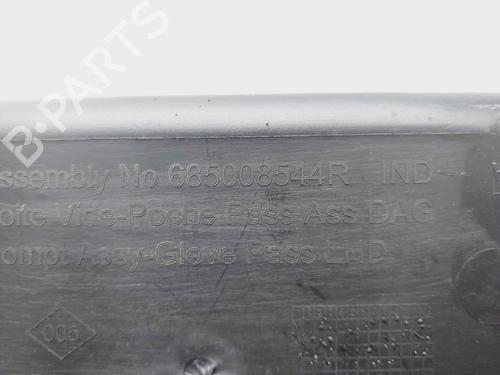 ssembly No 685008544R IND
oite Vide-Poche Pass Ass DAG
ompt Assy-Glove Pass LHD
005
B-PARTS